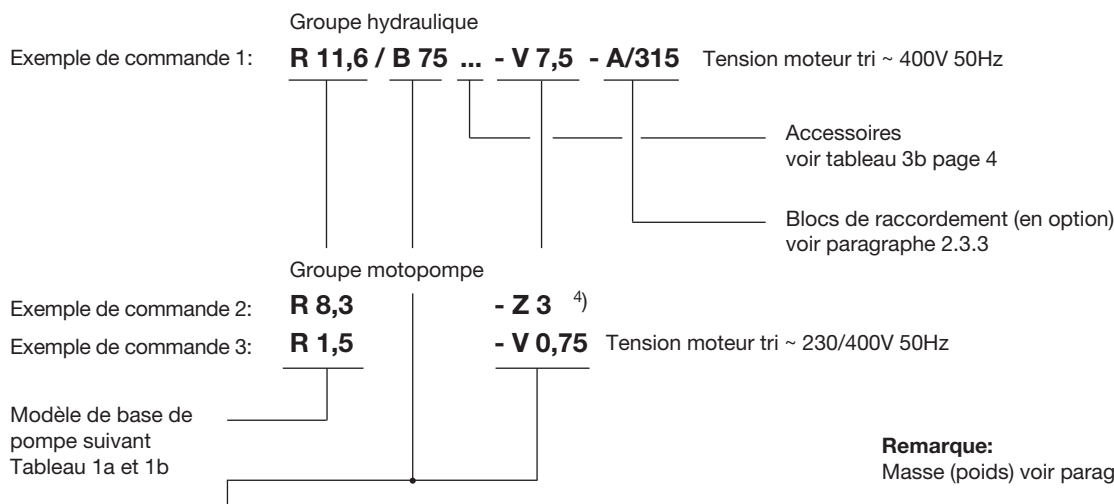 Groupe hydraulique
Exemple de commande 1: R 11,6 / B 75 ... - V 7,5 - A/315 Tension moteur tri ~ 400V 50Hz
Accessoires
voir tableau 3b page 4
Blocs de raccordement (en option)
voir paragraphe 2.3.3
Groupe motopompe
Exemple de commande 2: R 8,3 - Z 3 4)
Exemple de commande 3: R 1,5 - V 0,75 Tension moteur tri ~ 230/400V 50Hz
Modèle de base de
pompe suivant
Tableau 1a et 1b
Remarque:
Masse (poids) voir parag